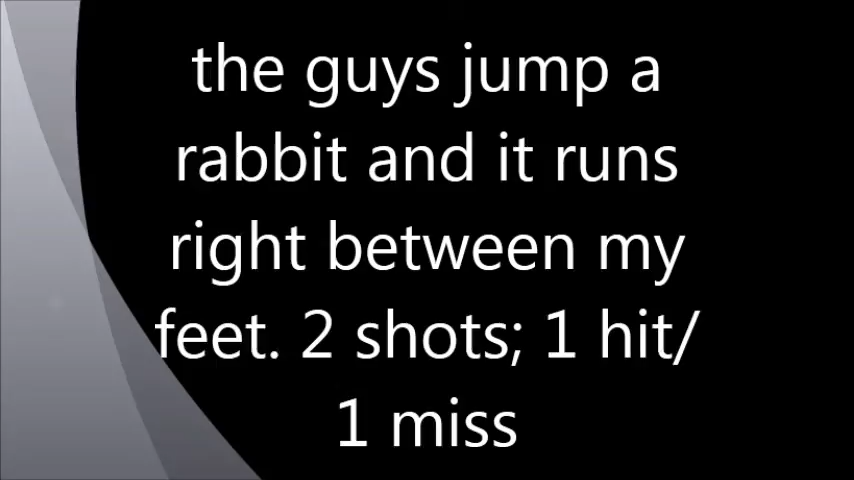 the guys jump a
rabbit and it runs
right between my
feet. 2 shots; 1 hit/
1 miss